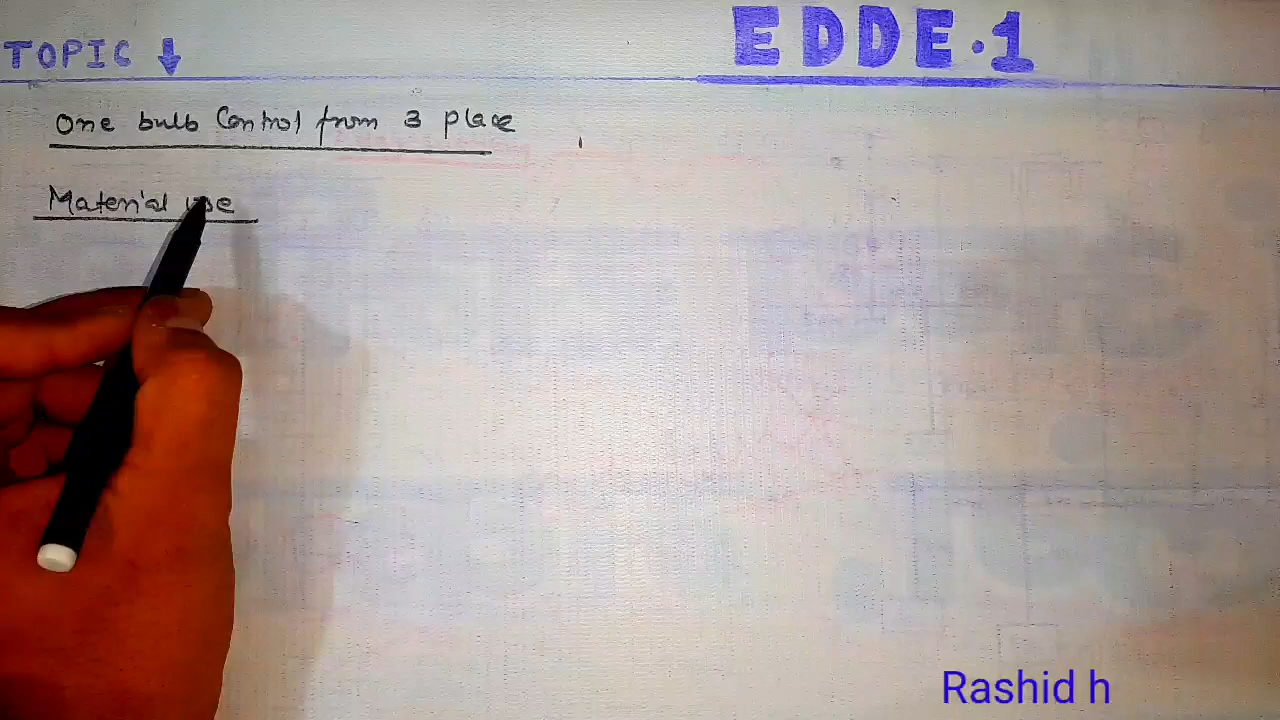 TOPIC ↓
EDDE.1
One bulb Control from 3 place
Material use
Rashid h